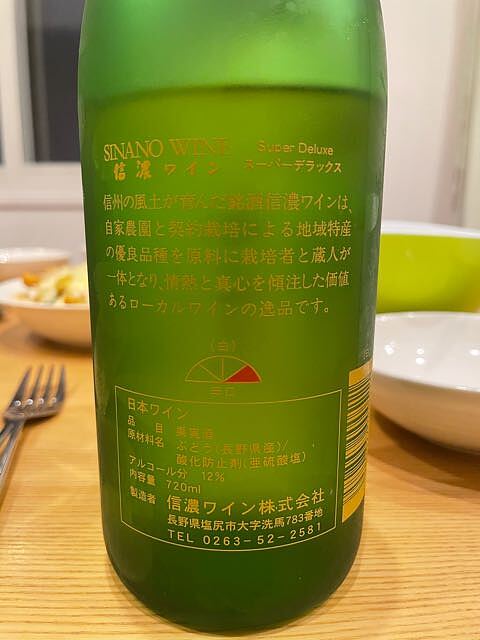 SINANO WINE Super Deluxe
信濃ワイン スーパーデラックス
信州の風土が育んだ銘酒信濃ワインは、
自家農園と契約栽培による地域特産
の優良品種を原料に栽培者と蔵人が
一体となり、情熱と真心を傾注した価値
あるローカルワインの逸品です。
(白)
辛口
日本ワイン
品目 果実酒
原材料名 ぶどう(長野県産)/
酸化防止剤(亜硫酸塩)
アルコール分 12%
内容量 720ml
製造者 信濃ワイン株式会社
長野県塩尻市大字洗馬783番地
TEL 0263-52-2581